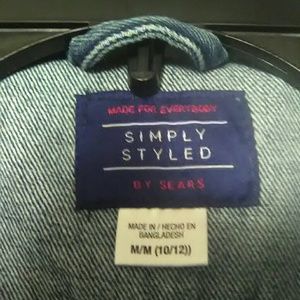 MADE FOR EVERYBODY
SIMPLY
STYLED
BY SEARS
MADE IN / HECHO EN
BANGLADESH
M/M (10/12))